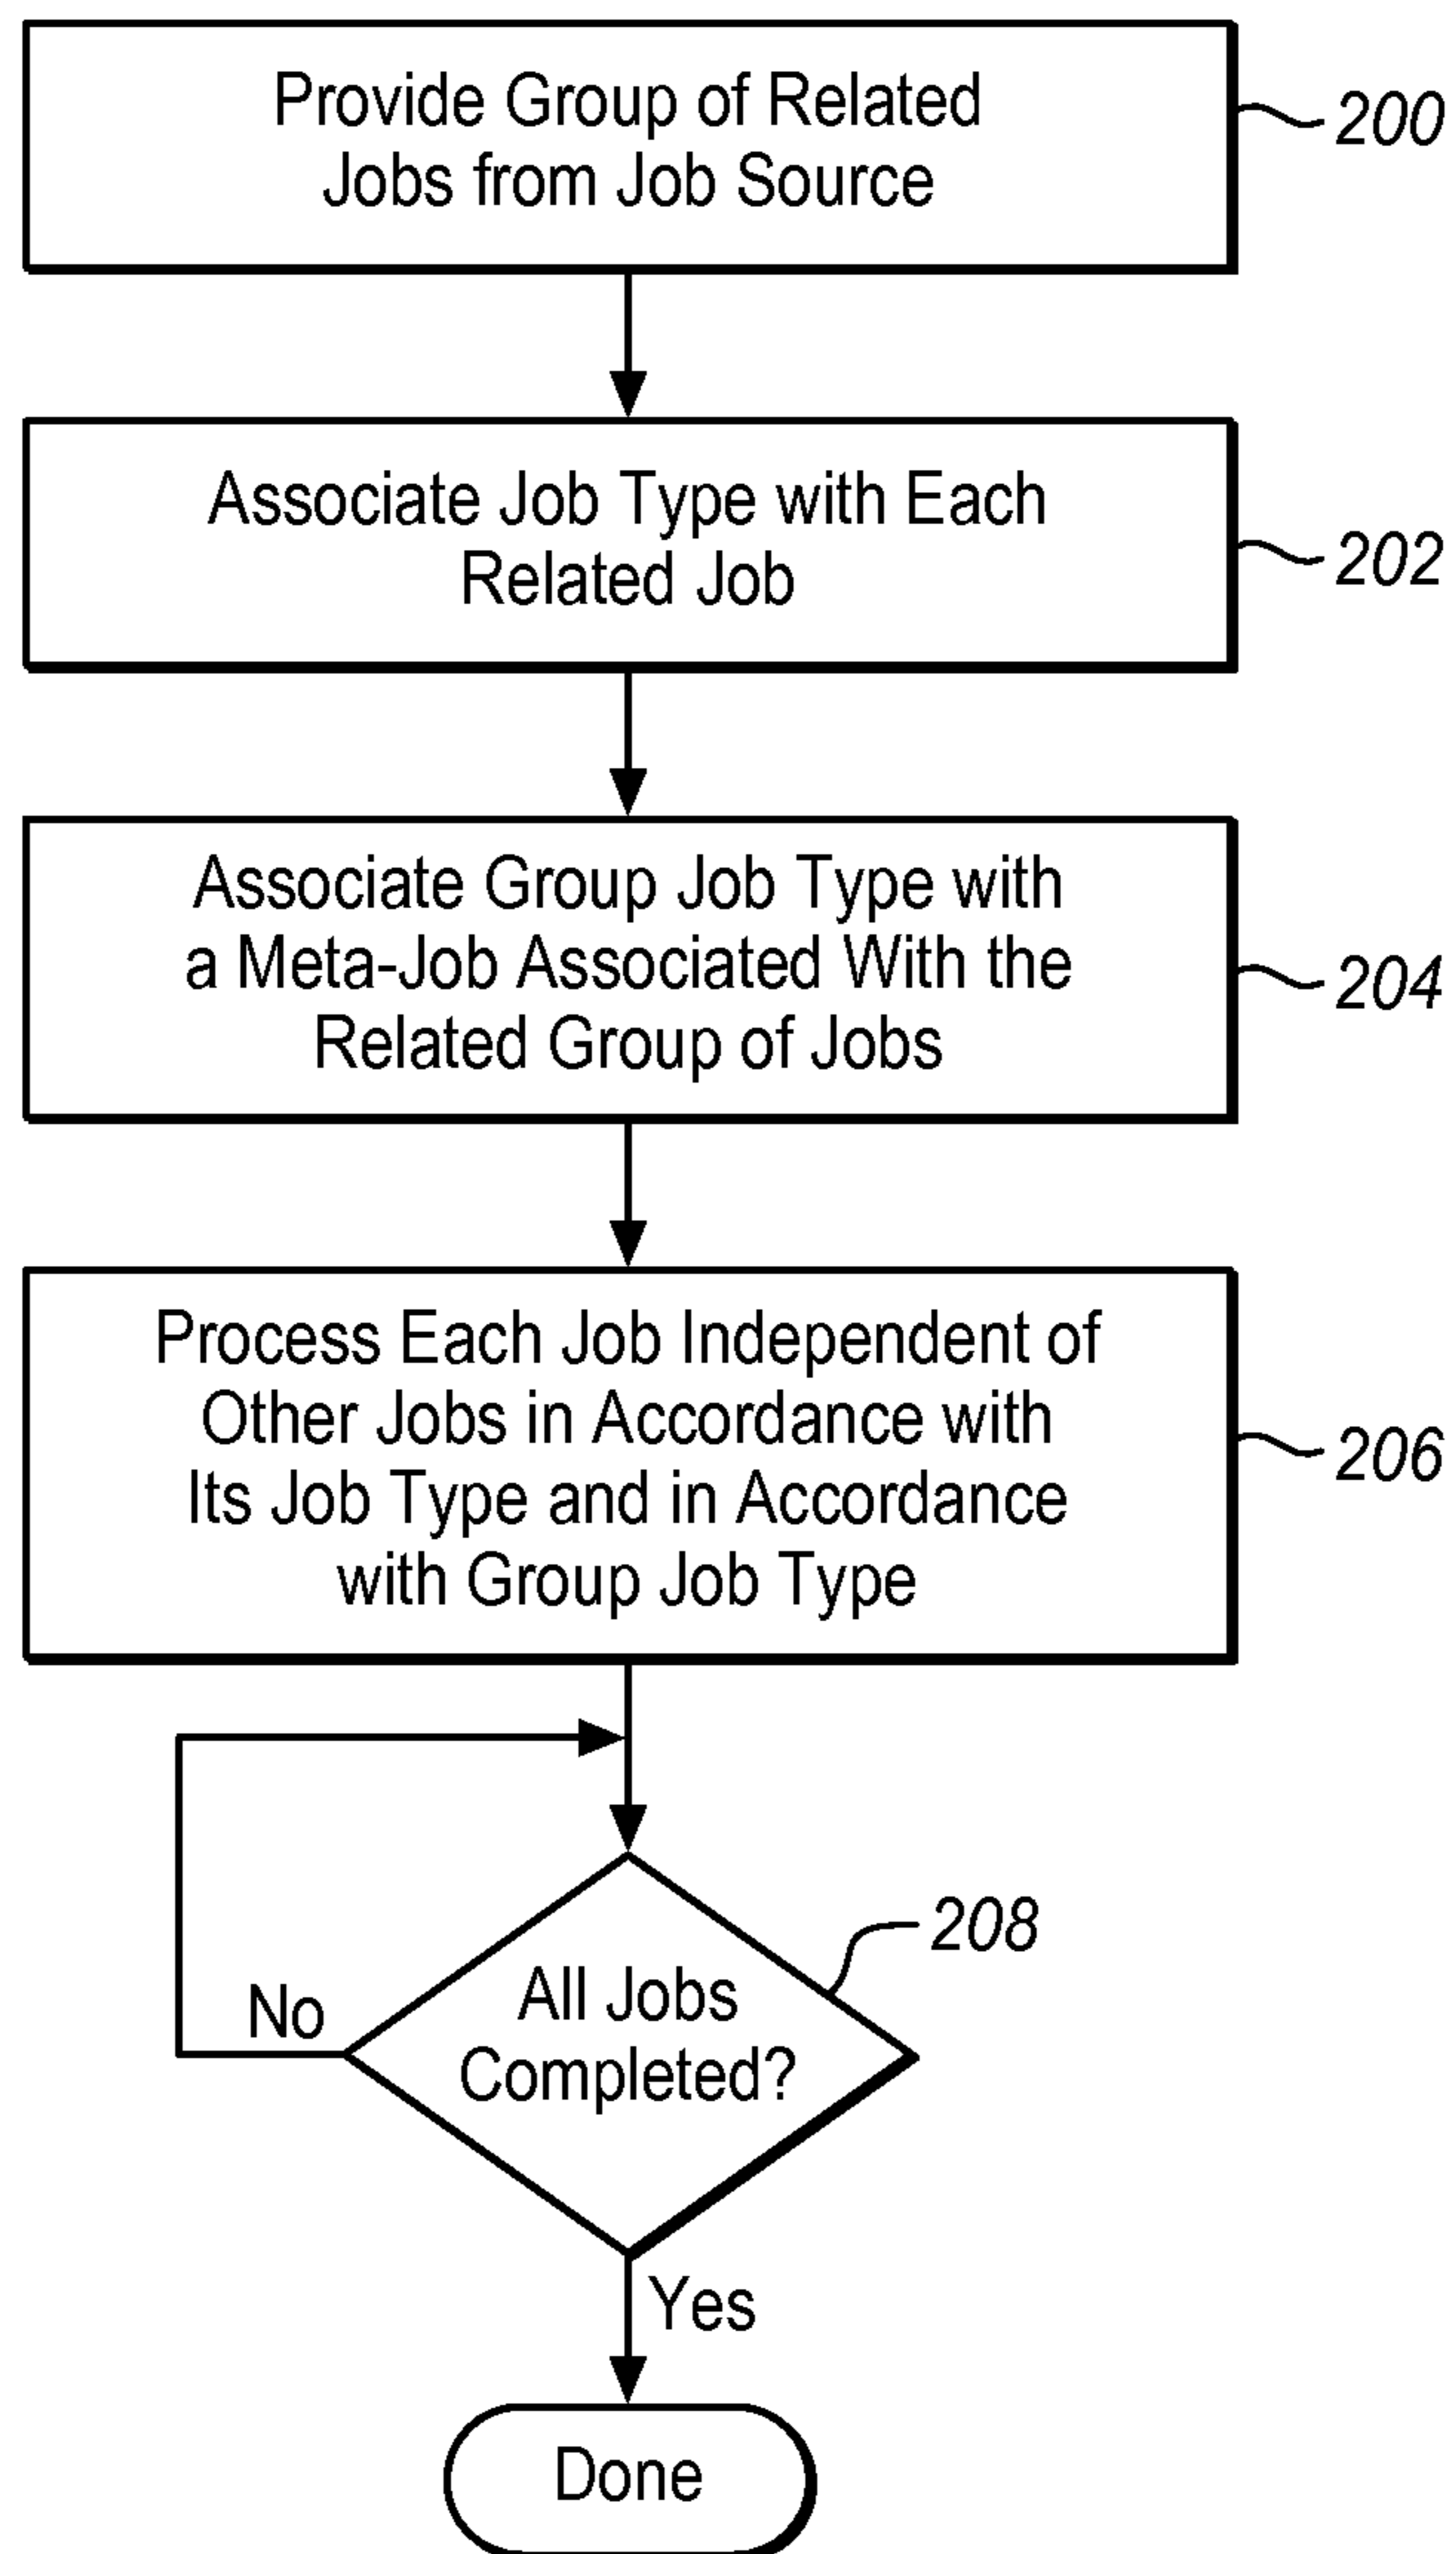 Provide Group of Related
Jobs from Job Source
200
Associate Job Type with Each
Related Job
202
Associate Group Job Type with
a Meta-Job Associated With the
Related Group of Jobs
204
Process Each Job Independent of
Other Jobs in Accordance with
Its Job Type and in Accordance
with Group Job Type
206
208
All Jobs
Completed?
No
Yes
Done